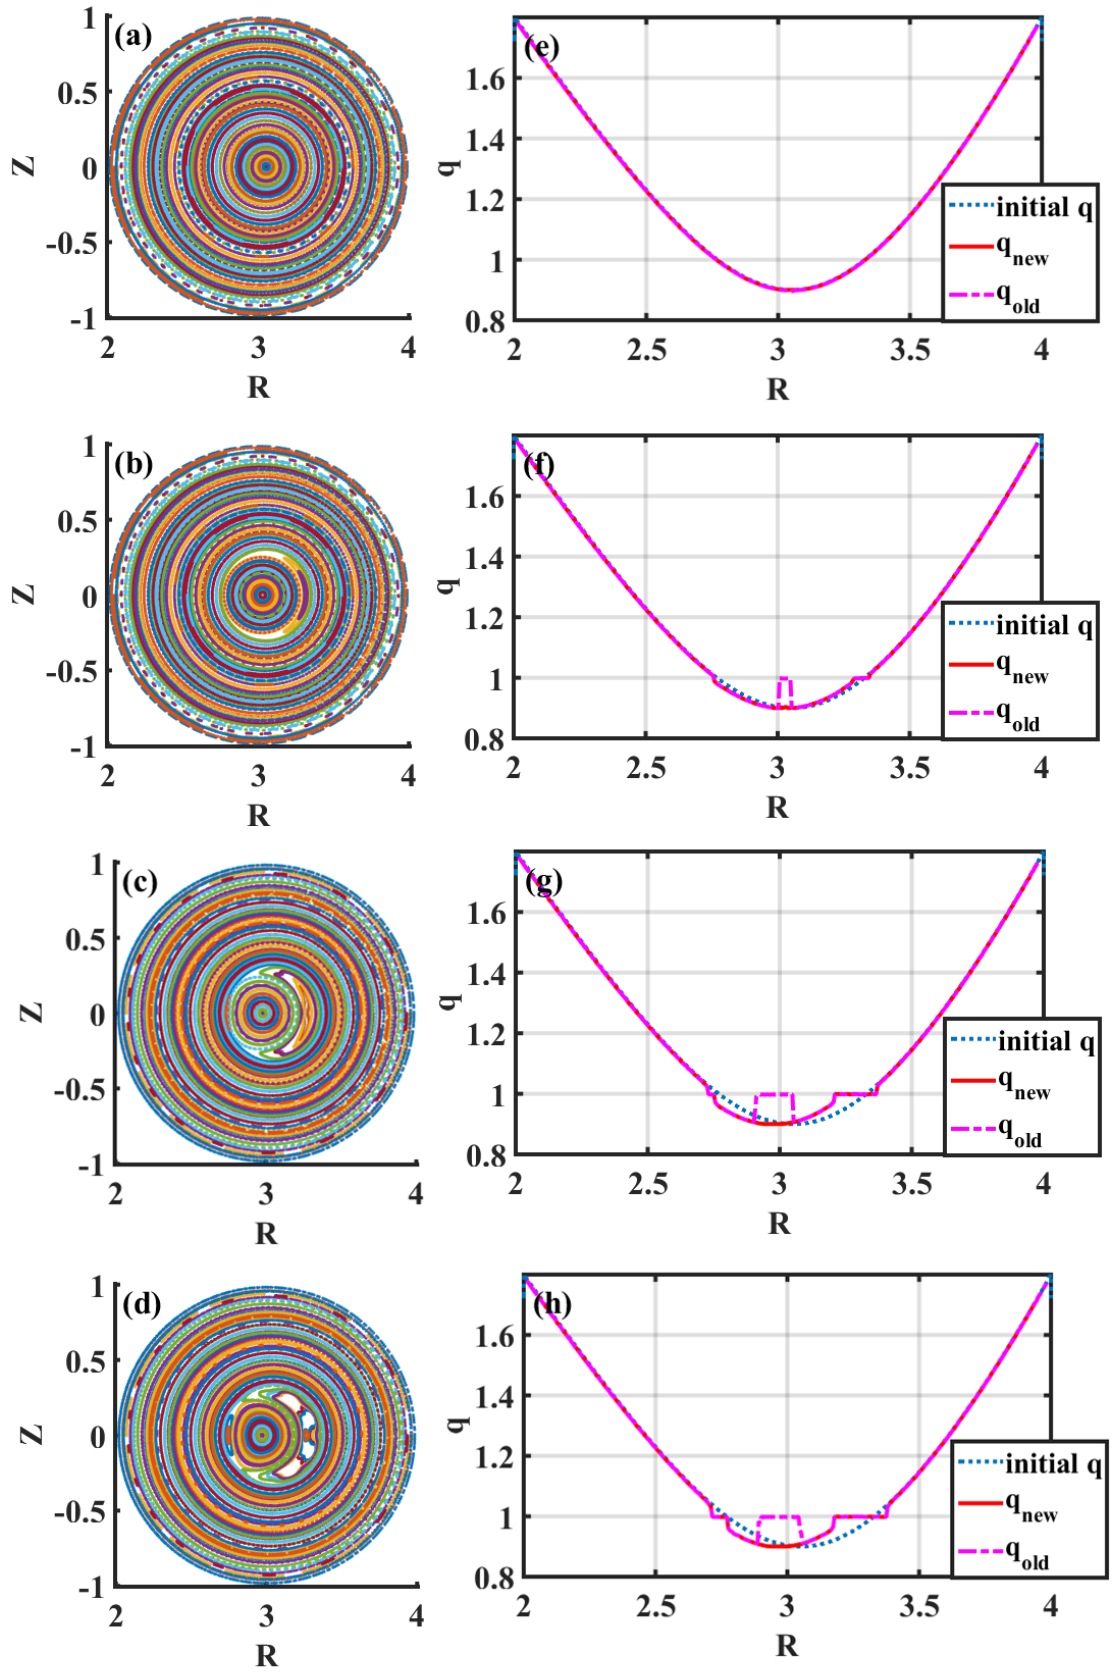 (a)
1
0.5
0
-0.5
-1
Z
2 3 4
R
(e)
1.6
1.4
1.2
1
0.8
q
2 2.5 3 3.5 4
R
initial q
q_new
q_old
(b)
1
0.5
0
-0.5
-1
Z
2 3 4
R
(f)
1.6
1.4
1.2
1
0.8
q
2 2.5 3 3.5 4
R
initial q
q_new
q_old
(c)
1
0.5
0
-0.5
-1
Z
2 3 4
R
(g)
1.6
1.4
1.2
1
0.8
q
2 2.5 3 3.5 4
R
initial q
q_new
q_old
(d)
1
0.5
0
-0.5
-1
Z
2 3 4
R
(h)
1.6
1.4
1.2
1
0.8
q
2 2.5 3 3.5 4
R
initial q
q_new
q_old